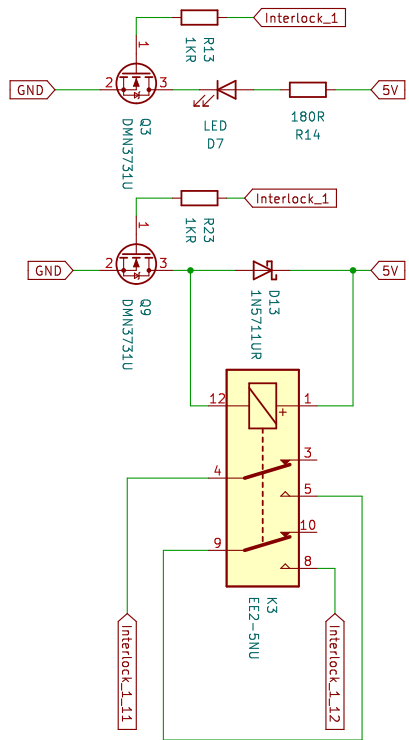 Interlock_1
1
R13
1KR
GND
2
3
5V
Q3
DMN3731U
LED
D7
180R
R14
Interlock_1
1
R23
1KR
GND
2
3
5V
Q9
DMN3731U
D13
1N5711UR
12
1
+
3
4
5
10
9
8
K3
EE2-5NU
Interlock_1_11
Interlock_1_12